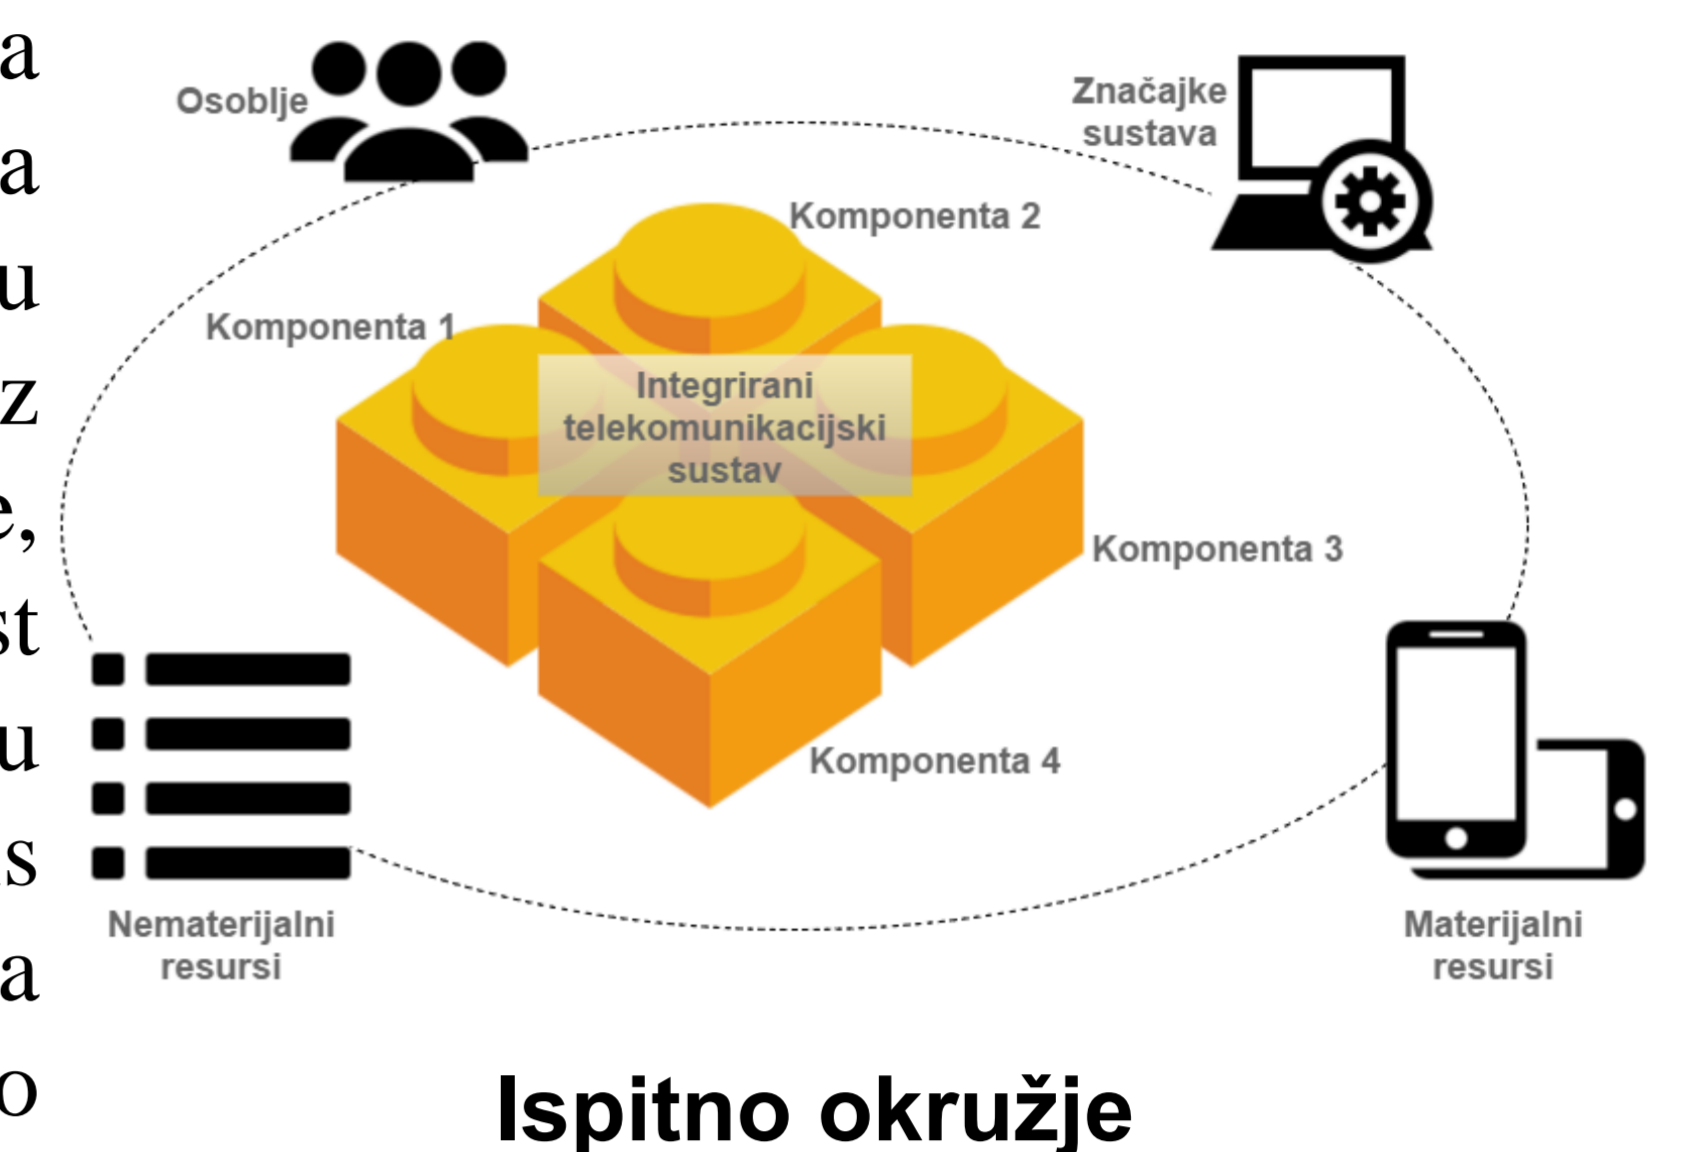 a
a
u
z
e,
st
u
s
a
o
Osoblje
Značajke
sustava
Komponenta 2
Komponenta 1
Integrirani
telekomunikacijski
sustav
Komponenta 3
Komponenta 4
Nematerijalni
resursi
Materijalni
resursi
Ispitno okružje